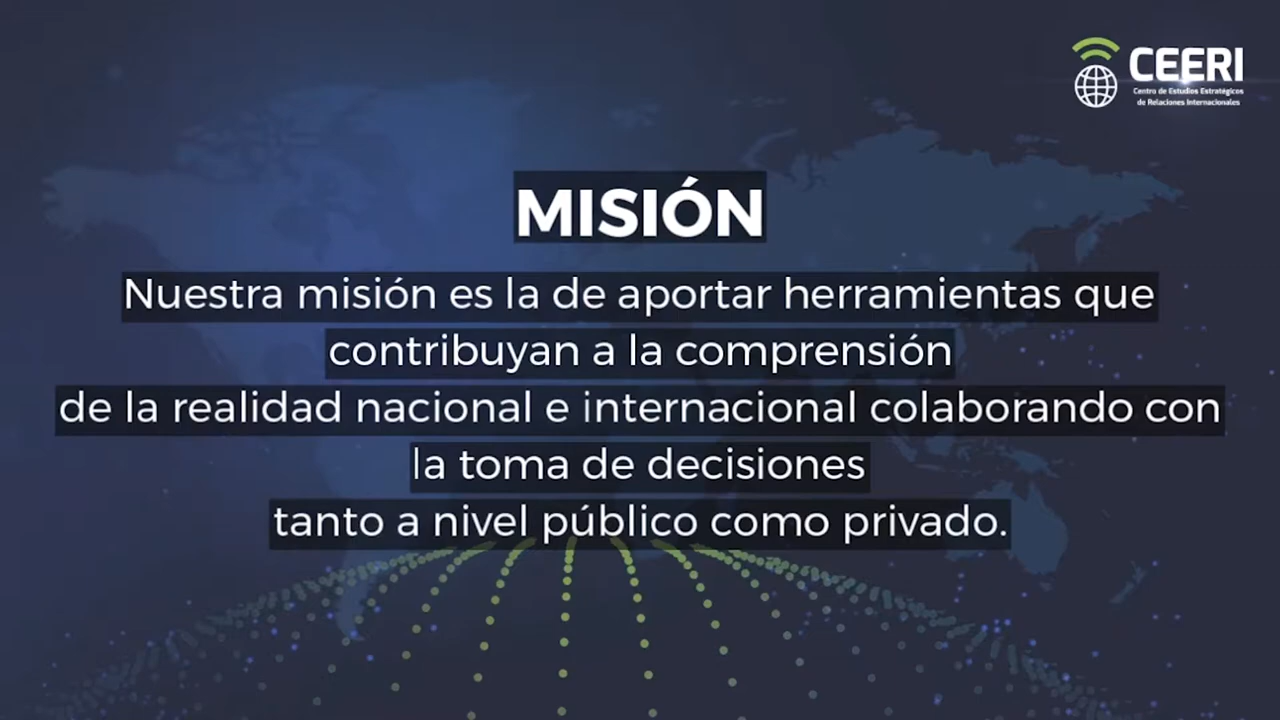 CEERI
Centro de Estudios Estratégicos
de Relaciones Internacionales
MISIÓN
Nuestra misión es la de aportar herramientas que
contribuyan a la comprensión
de la realidad nacional e internacional colaborando con
la toma de decisiones
tanto a nivel público como privado.